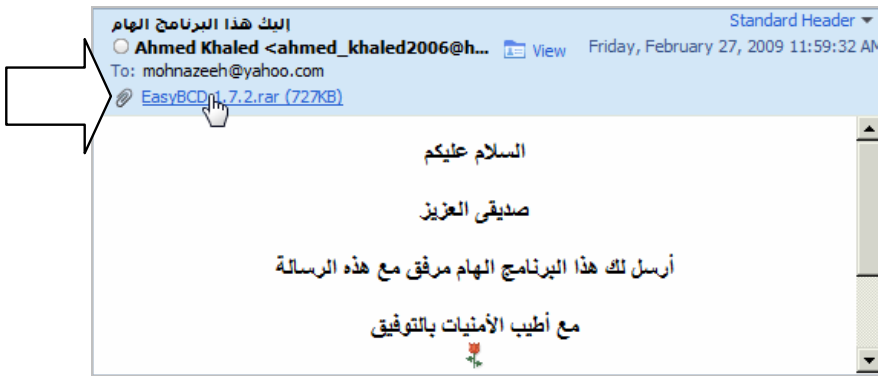 إليك هذا البرنامج الهام
Standard Header
Ahmed Khaled <ahmed_khaled2006@h... View Friday, February 27, 2009 11:59:32 AM
To: mohnazeeh@yahoo.com
EasyBCD 1.7.2.rar (727KB)
السلام عليكم
صديقى العزيز
أرسل لك هذا البرنامج الهام مرفق مع هذه الرسالة
مع أطيب الأمنيات بالتوفيق